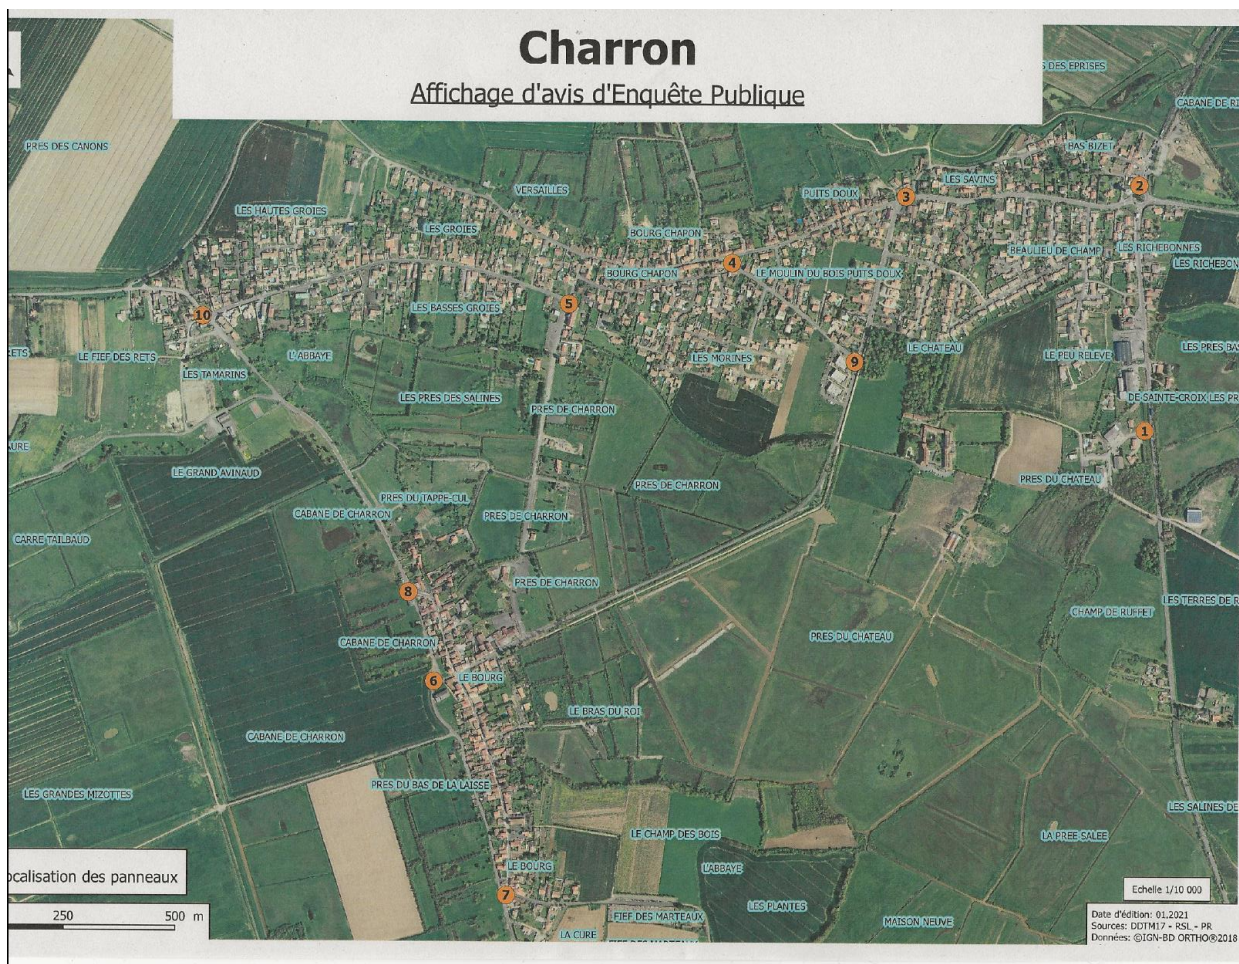 Charron
Affichage d'avis d'Enquête Publique
DES EPRISES
CABANE DE
PRES DES CANONS
BAS BIZET
LES SAVINS
VERSAILLES
PUITS DOUX
2
3
LES HAUTES GROIES
LES GROIES
BOURG CHAPON
BEAULIEU DE CHAMP
LES RICHEBONNES
4
BOURG CHAPON
LE MOULIN DU BOIS PUITS DOUX
LES RICHEBON
5
LES BASSES GROIES
10
RETS
LE FIEF DES RETS
L'ABBAYE
LES MORINES
9
LE CHATEAU
LE PEU RELEVE
LES PRES BAS
LES TAMARINS
LES PRES DES SALINES
PRES DE CHARRON
DE SAINTE-CROIX LES PR
1
AURE
LE GRAND AVINAUD
PRES DE CHARRON
PRES DU CHATEAU
PRES DU TAPPE-CUL
CABANE DE CHARRON
PRES DE CHARRON
CARRE TAILBAUD
PRES DE CHARRON
8
LES TERRES DE R
CHAMP DE RUFFET
CABANE DE CHARRON
PRES DU CHATEAU
6
LE BOURG
LE BRAS DU ROI
CABANE DE CHARRON
PRES DU BAS DE LA LAISSE
LES GRANDES MIZOTTES
LES SALINES DE
LE CHAMP DES BOIS
LA PREE SALEE
LE BOURG
L'ABBAYE
ocalisation des panneaux
7
LES PLANTES
Echelle 1/10 000
250 500 m
FIEF DES MARTEAUX
MAISON NEUVE
LA CURE
FIEF DES MARTEAUX
Date d'édition: 01.2021
Sources: DDTM17 - RSL - PR
Données: ©IGN-BD ORTHO®2018